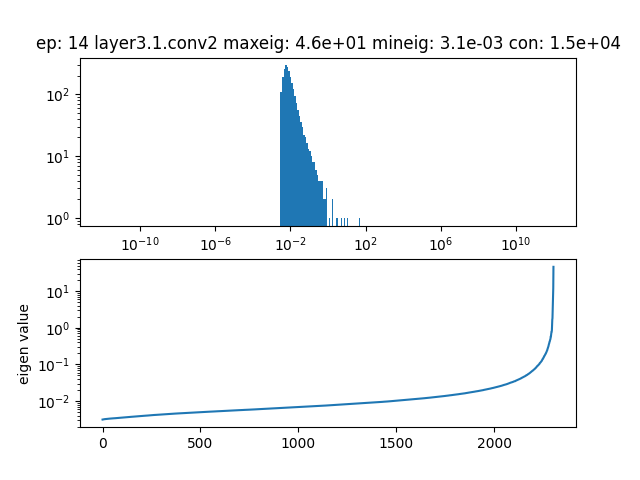 ep: 14 layer3.1.conv2 maxeig: 4.6e+01 mineig: 3.1e-03 con: 1.5e+04
10²
10¹
10⁰
10⁻¹⁰ 10⁻⁶ 10⁻² 10² 10⁶ 10¹⁰
eigen value
10¹
10⁰
10⁻¹
10⁻²
0 500 1000 1500 2000